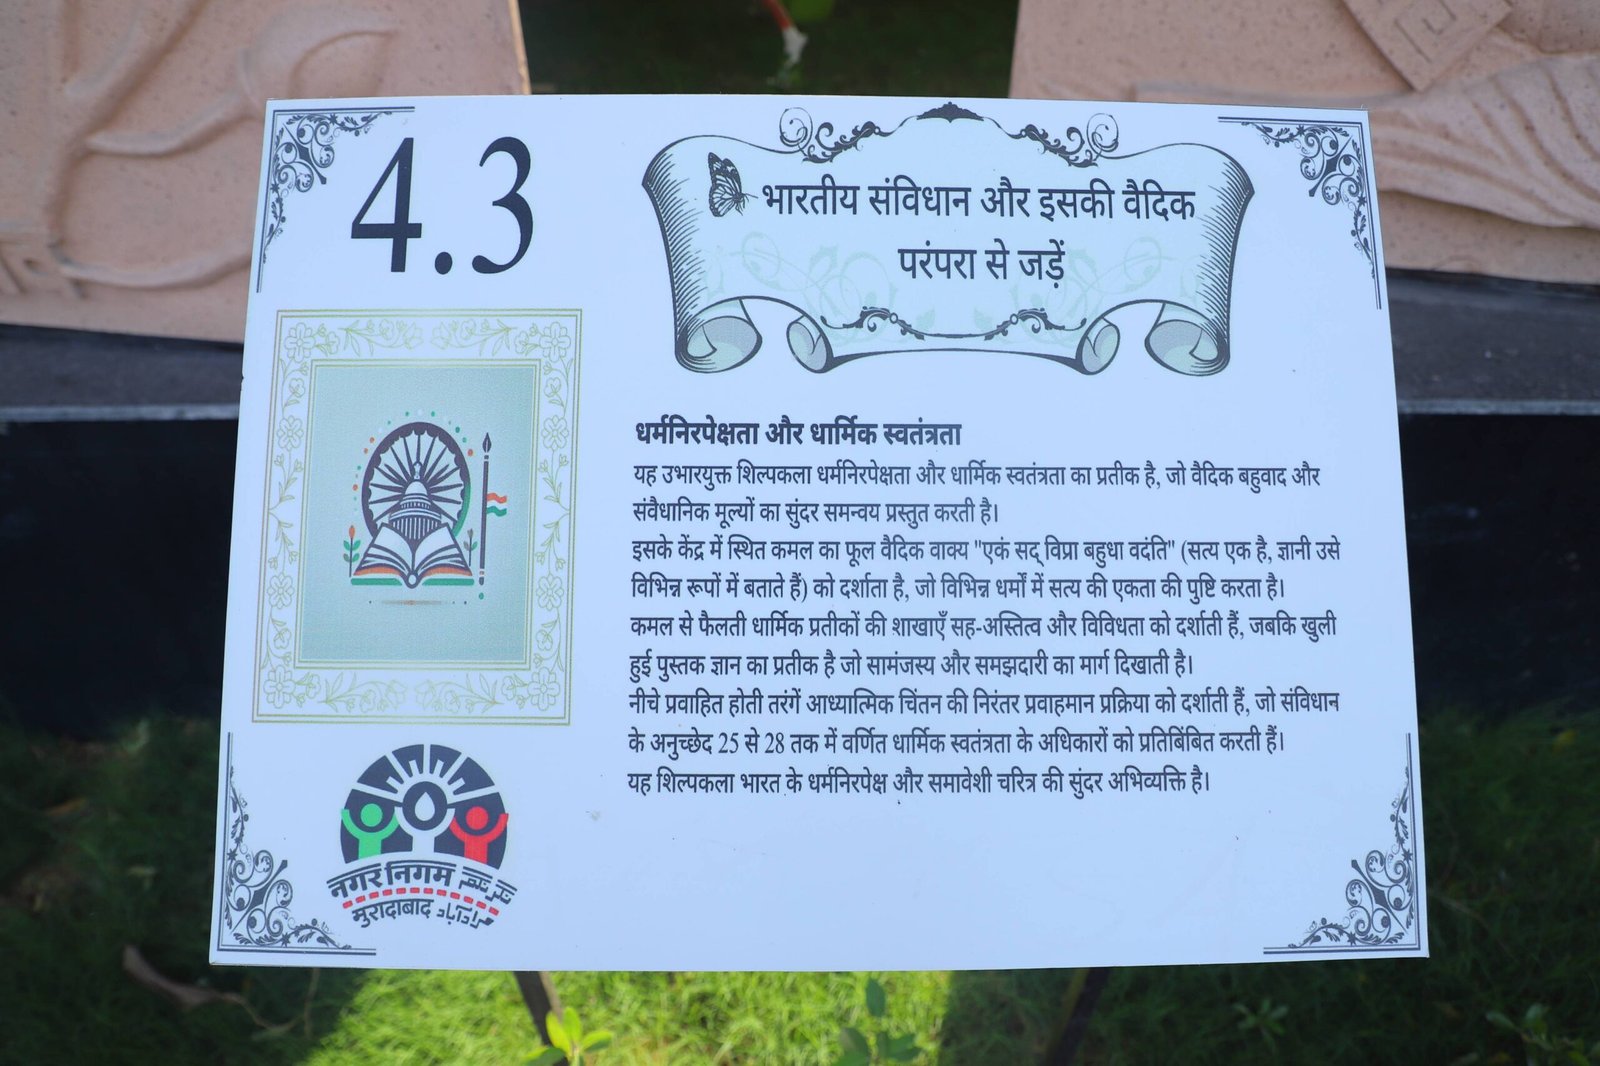 4.3
भारतीय संविधान और इसकी वैदिक
परंपरा से जड़ें
धर्मनिरपेक्षता और धार्मिक स्वतंत्रता
यह उभारयुक्त शिल्पकला धर्मनिरपेक्षता और धार्मिक स्वतंत्रता का प्रतीक है, जो वैदिक बहुवाद और
संवैधानिक मूल्यों का सुंदर समन्वय प्रस्तुत करती है।
इसके केंद्र में स्थित कमल का फूल वैदिक वाक्य "एकं सद् विप्रा बहुधा वदंति" (सत्य एक है, ज्ञानी उसे
विभिन्न रूपों में बताते हैं) को दर्शाता है, जो विभिन्न धर्मों में सत्य की एकता की पुष्टि करता है।
कमल से फैलती धार्मिक प्रतीकों की शाखाएँ सह-अस्तित्व और विविधता को दर्शाती हैं, जबकि खुली
हुई पुस्तक ज्ञान का प्रतीक है जो सामंजस्य और समझदारी का मार्ग दिखाती है।
नीचे प्रवाहित होती तरंगें आध्यात्मिक चिंतन की निरंतर प्रवाहमान प्रक्रिया को दर्शाती हैं, जो संविधान
के अनुच्छेद 25 से 28 तक में वर्णित धार्मिक स्वतंत्रता के अधिकारों को प्रतिबिंबित करती हैं।
यह शिल्पकला भारत के धर्मनिरपेक्ष और समावेशी चरित्र की सुंदर अभिव्यक्ति है।
नगर निगम
मुरादाबाद مرادآباد